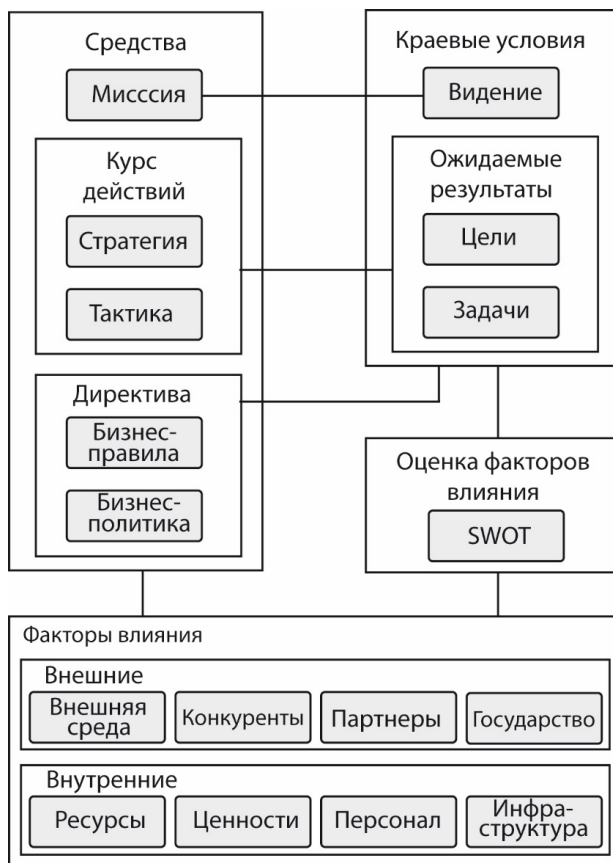 Средства
Мисссия
Курс
действий
Стратегия
Тактика
Директива
Бизнес-
правила
Бизнес-
политика
Краевые условия
Видение
Ожидаемые
результаты
Цели
Задачи
Оценка факторов
влияния
SWOT
Факторы влияния
Внешние
Внешняя
среда
Конкуренты
Партнеры
Государство
Внутренние
Ресурсы
Ценности
Персонал
Инфра-
структура